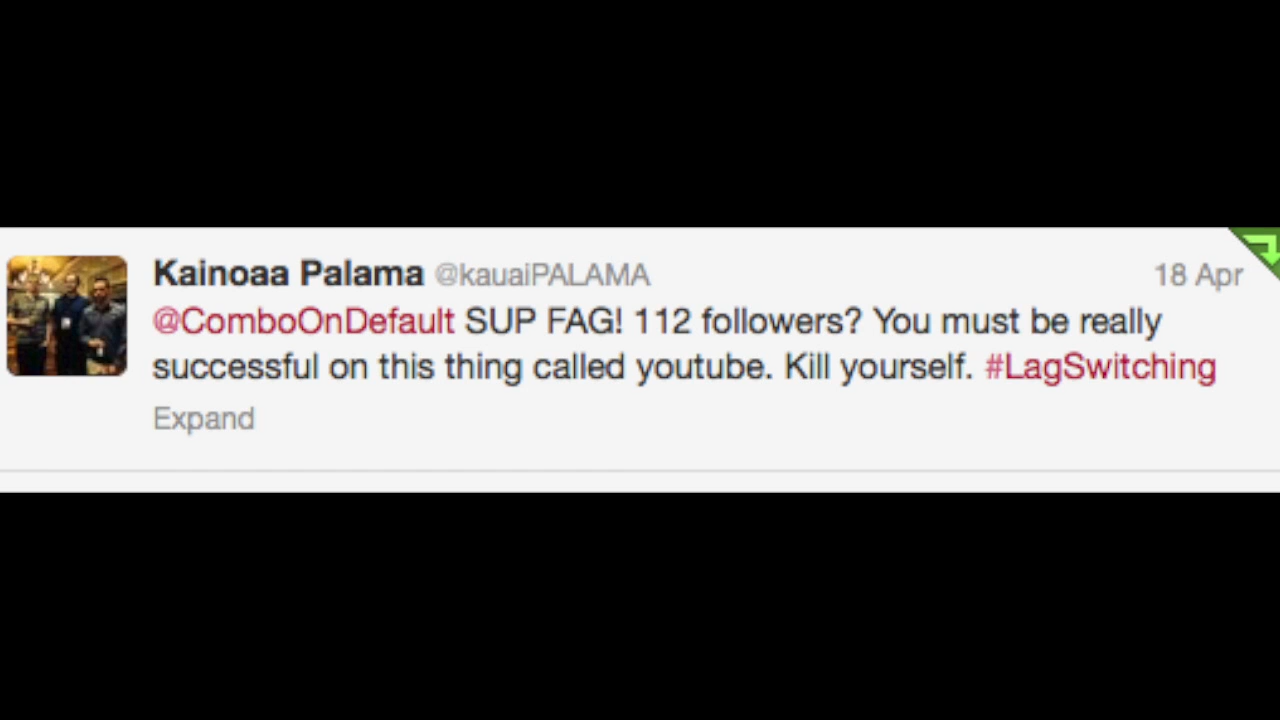 Kainoaa Palama @kauaiPALAMA 18 Apr
@ComboOnDefault SUP FAG! 112 followers? You must be really
successful on this thing called youtube. Kill yourself. #LagSwitching
Expand